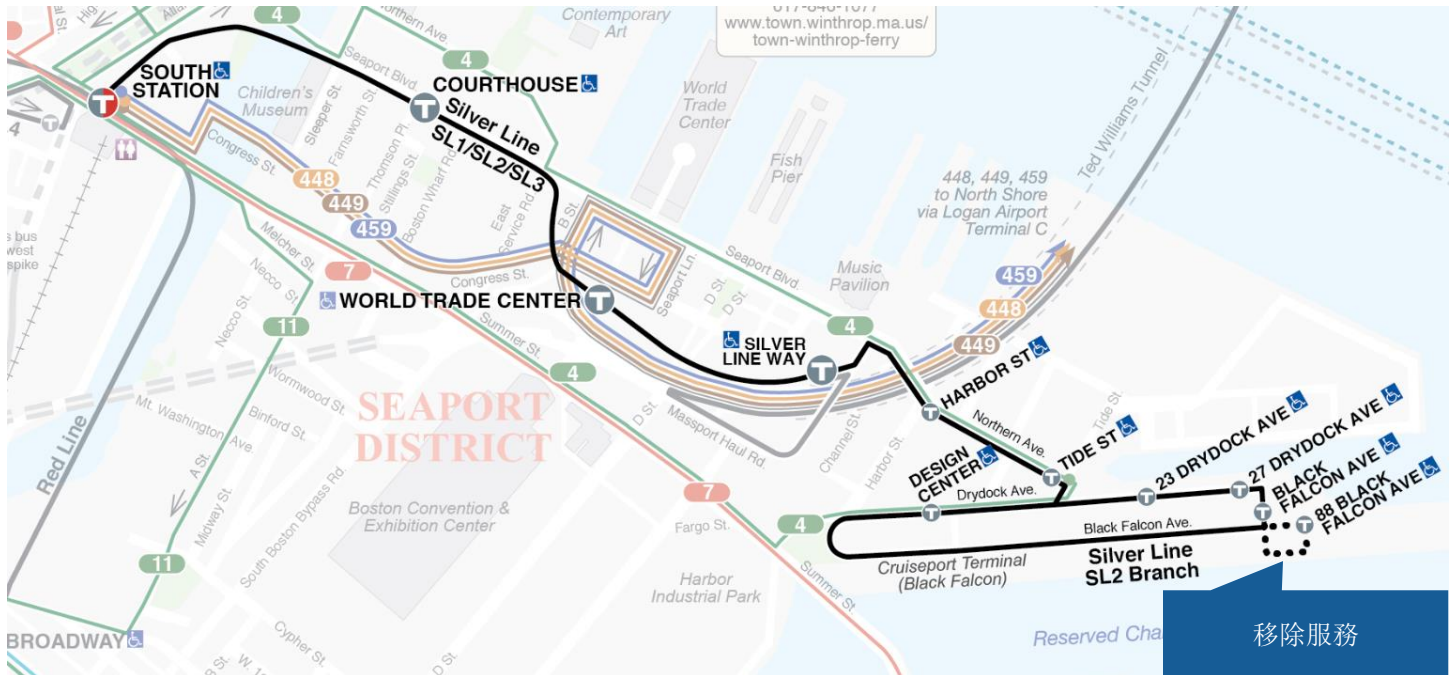 Northern Ave.
4
Contemporary
Art
617-846-1077
www.town.winthrop.ma.us/
town-winthrop-ferry
SOUTH
STATION
T
Seaport Blvd.
4
COURTHOUSE
T
Silver Line
SL1/SL2/SL3
Children's
Museum
Sleeper St.
Farnsworth St.
Thomson Pl.
Stillings St.
Boston Wharf Rd.
East
Service Rd.
B St.
World
Trade
Center
Fish
Pier
Ted Williams Tunnel
448, 449, 459
to North Shore
via Logan Airport
Terminal C
4
T
Congress St.
448
449
459
Melcher St.
Necco St.
Necco St.
7
Congress St.
Seaport Ln.
Seaport Blvd.
D St.
D St.
Music
Pavilion
459
448
449
s bus
west
spike
WORLD TRADE CENTER
T
11
Summer St.
4
SILVER
LINE WAY
T
4
HARBOR ST
T
Red Line
Wormwood St.
Mt. Washington Ave.
Binford St.
A St.
Midway St.
South Boston Bypass Rd.
SEAPORT
DISTRICT
D St.
Massport Haul Rd.
Channel St.
Harbor St.
Northern Ave.
Tide St.
TIDE ST
T
DESIGN
CENTER
T
Drydock Ave.
23 DRYDOCK AVE
T
27 DRYDOCK AVE
T
BLACK
FALCON AVE
T
88 BLACK
FALCON AVE
T
Boston Convention &
Exhibition Center
7
Fargo St.
4
Black Falcon Ave.
Silver Line
SL2 Branch
Cruiseport Terminal
(Black Falcon)
11
Harbor
Industrial Park
Summer St.
移除服務
BROADWAY
Cypher St.
W.
D St.
Reserved Cha